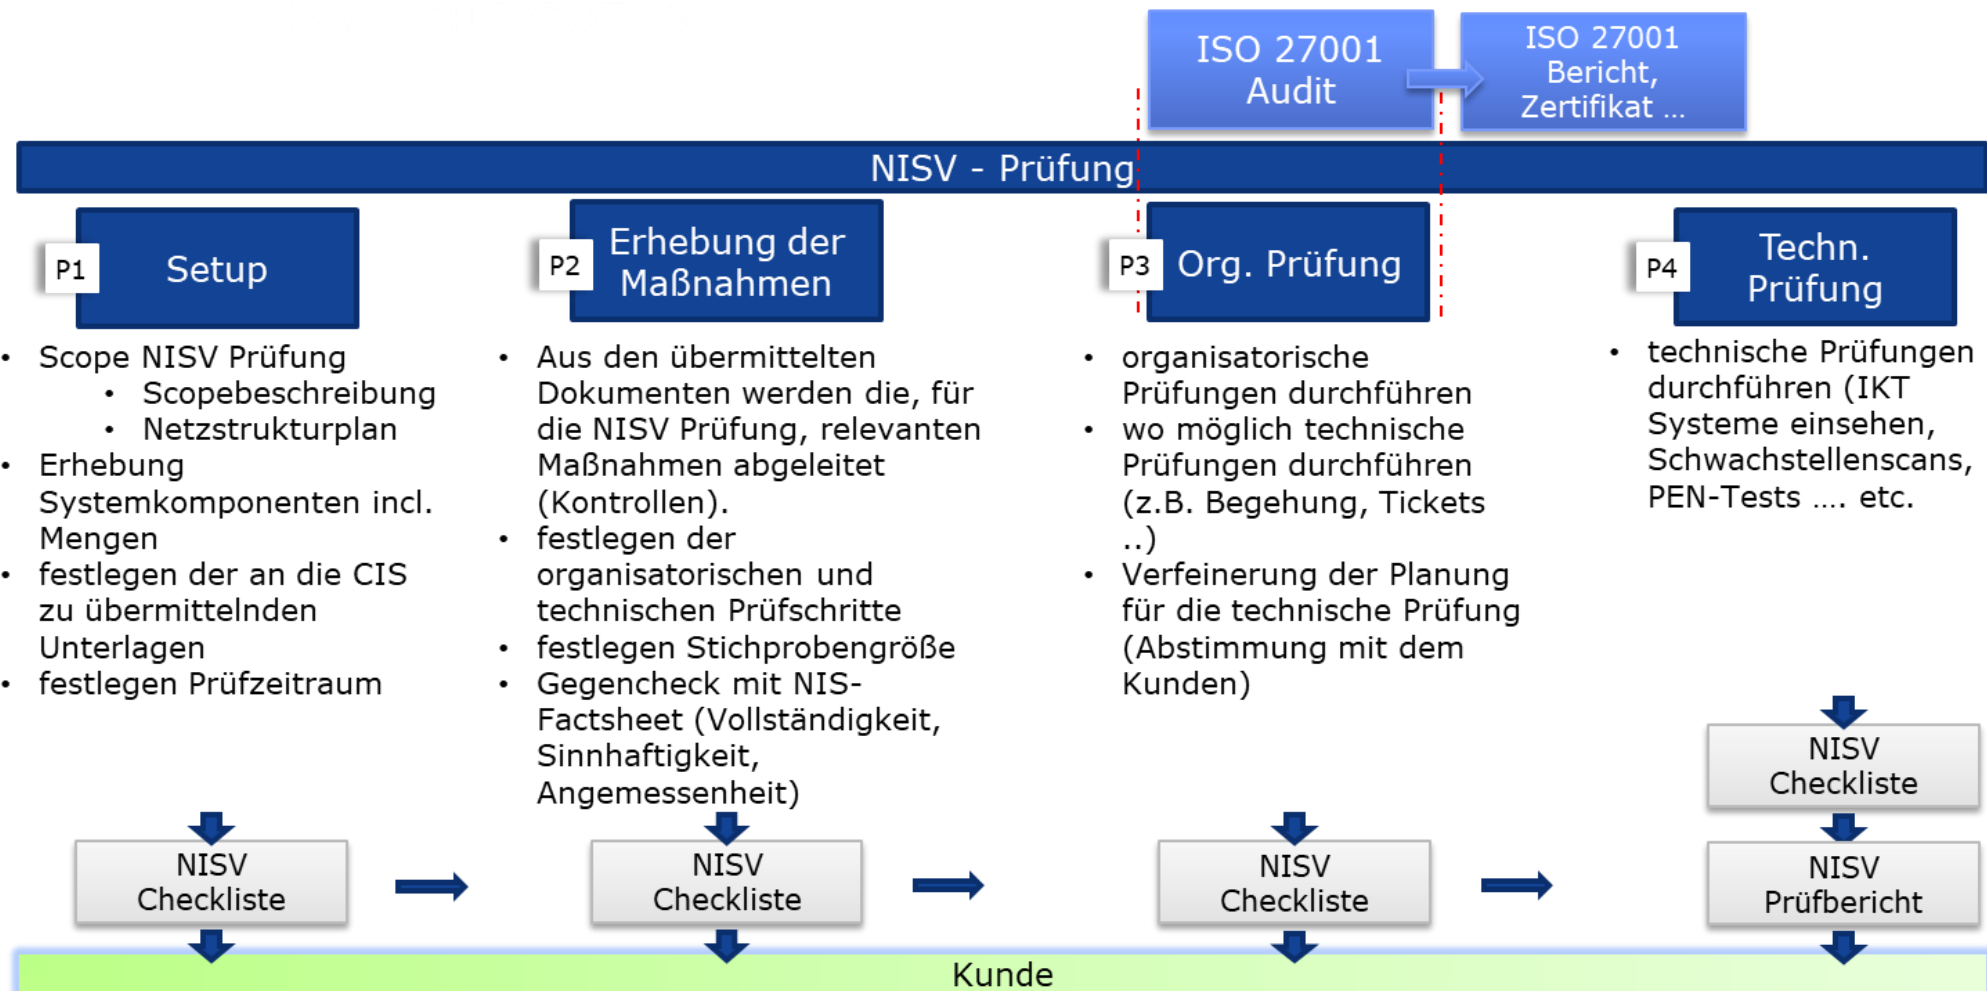 ISO 27001
Audit
ISO 27001
Bericht,
Zertifikat ...
NISV - Prüfung
P1
Setup
P2
Erhebung der
Maßnahmen
P3
Org. Prüfung
P4
Techn.
Prüfung
• Scope NISV Prüfung
• Scopebeschreibung
• Netzstrukturplan
• Erhebung
Systemkomponenten incl.
Mengen
• festlegen der an die CIS
zu übermittelnden
Unterlagen
• festlegen Prüfzeitraum
• Aus den übermittelten
Dokumenten werden die, für
die NISV Prüfung, relevanten
Maßnahmen abgeleitet
(Kontrollen).
• festlegen der
organisatorischen und
technischen Prüfschritte
• festlegen Stichprobengröße
• Gegencheck mit NIS-
Factsheet (Vollständigkeit,
Sinnhaftigkeit,
Angemessenheit)
• organisatorische
Prüfungen durchführen
• wo möglich technische
Prüfungen durchführen
(z.B. Begehung, Tickets
..)
• Verfeinerung der Planung
für die technische Prüfung
(Abstimmung mit dem
Kunden)
• technische Prüfungen
durchführen (IKT
Systeme einsehen,
Schwachstellenscans,
PEN-Tests .... etc.
NISV
Checkliste
NISV
Checkliste
NISV
Checkliste
NISV
Checkliste
NISV
Prüfbericht
Kunde